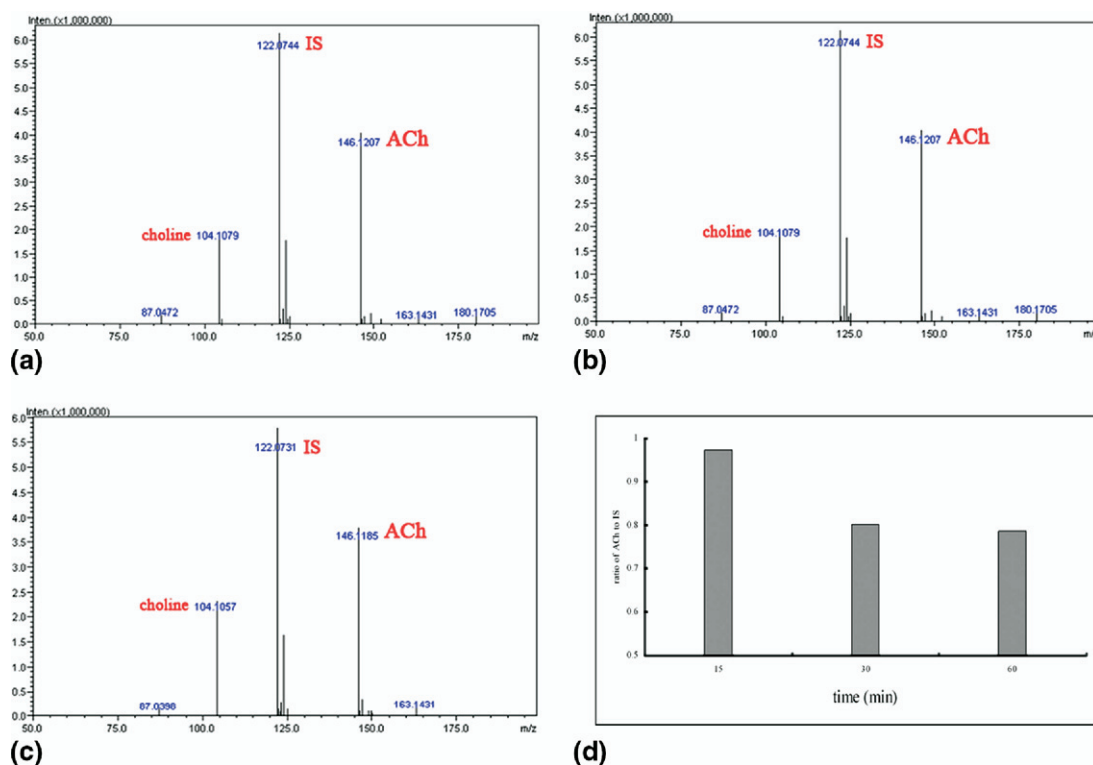 Inten.(x1,000,000)
6.0
5.5
5.0
4.5
4.0
3.5
3.0
2.5
2.0
1.5
1.0
0.5
0.0
122.0744 IS
146.1207 ACh
choline 104.1079
87.0472
163.1431
180.1705
50.0 75.0 100.0 125.0 150.0 175.0 m/z
(a)
Inten.(x1,000,000)
6.0
5.5
5.0
4.5
4.0
3.5
3.0
2.5
2.0
1.5
1.0
0.5
0.0
122.0744 IS
146.1207 ACh
choline 104.1079
87.0472
163.1431
180.1705
50.0 75.0 100.0 125.0 150.0 175.0 m/z
(b)
Inten.(x1,000,000)
6.0
5.5
5.0
4.5
4.0
3.5
3.0
2.5
2.0
1.5
1.0
0.5
0.0
122.0731 IS
146.1185 ACh
choline 104.1057
87.0398
163.1431
50.0 75.0 100.0 125.0 150.0 175.0 m/z
(c)
1
0.9
0.8
0.7
0.6
0.5
ratio of ACh to IS
15 30 60
time (min)
(d)